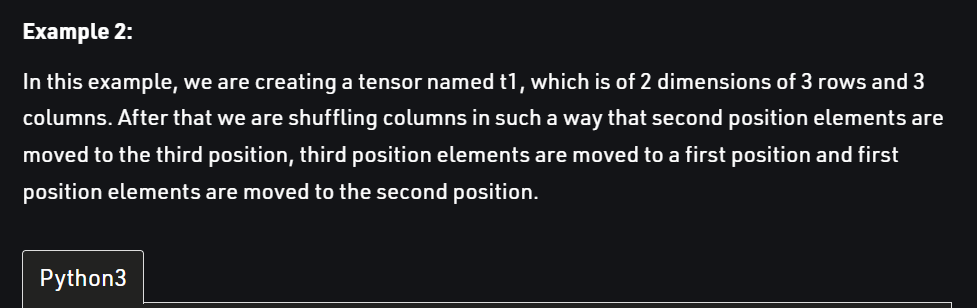 Example 2:
In this example, we are creating a tensor named t1, which is of 2 dimensions of 3 rows and 3
columns. After that we are shuffling columns in such a way that second position elements are
moved to the third position, third position elements are moved to a first position and first
position elements are moved to the second position.
Python3